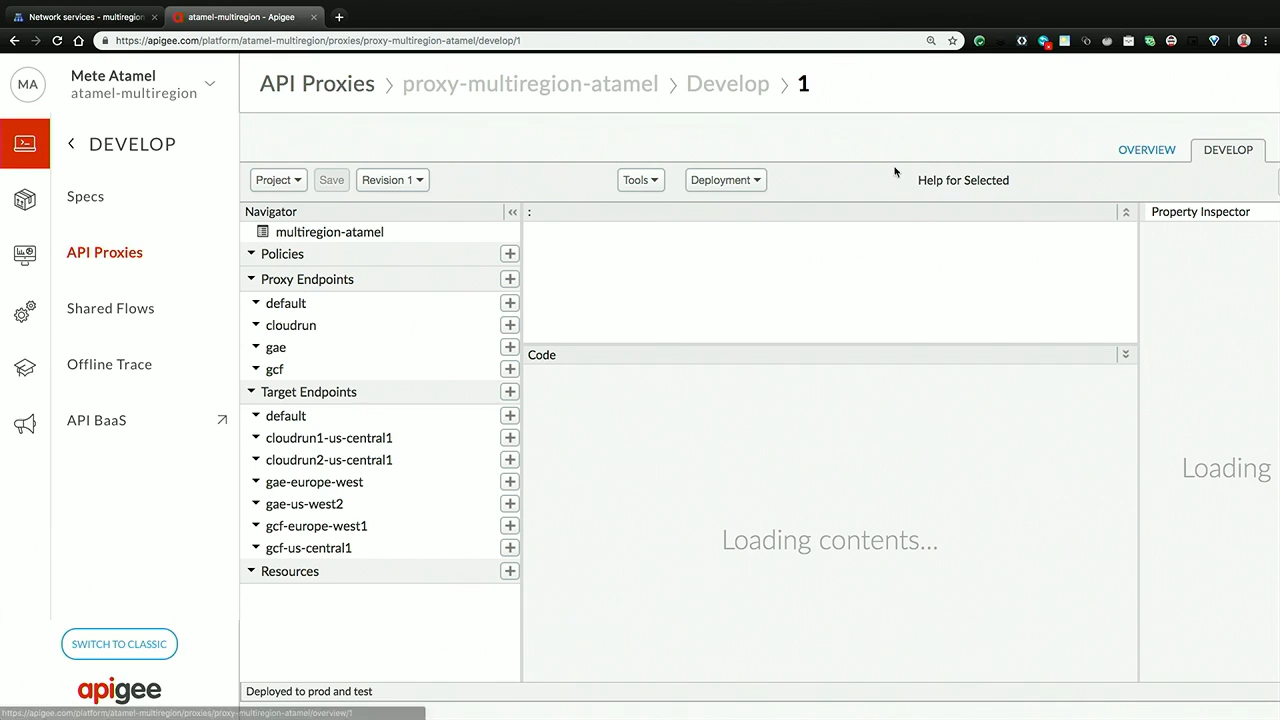 Network services - multiregion
atamel-multiregion - Apigee
https://apigee.com/platform/atamel-multiregion/proxies/proxy-multiregion-atamel/develop/1
MA
Mete Atamel
atamel-multiregion
API Proxies > proxy-multiregion-atamel > Develop > 1
DEVELOP
OVERVIEW
DEVELOP
Project
Save
Revision 1
Tools
Deployment
Help for Selected
Specs
API Proxies
Shared Flows
Offline Trace
API BaaS
SWITCH TO CLASSIC
apigee
Navigator
multiregion-atamel
Policies
Proxy Endpoints
default
cloudrun
gae
gcf
Target Endpoints
default
cloudrun1-us-central1
cloudrun2-us-central1
gae-europe-west
gae-us-west2
gcf-europe-west1
gcf-us-central1
Resources
:
Code
Loading contents...
Property Inspector
Loading
Deployed to prod and test
https://apigee.com/platform/atamel-multiregion/proxies/proxy-multiregion-atamel/overview/1